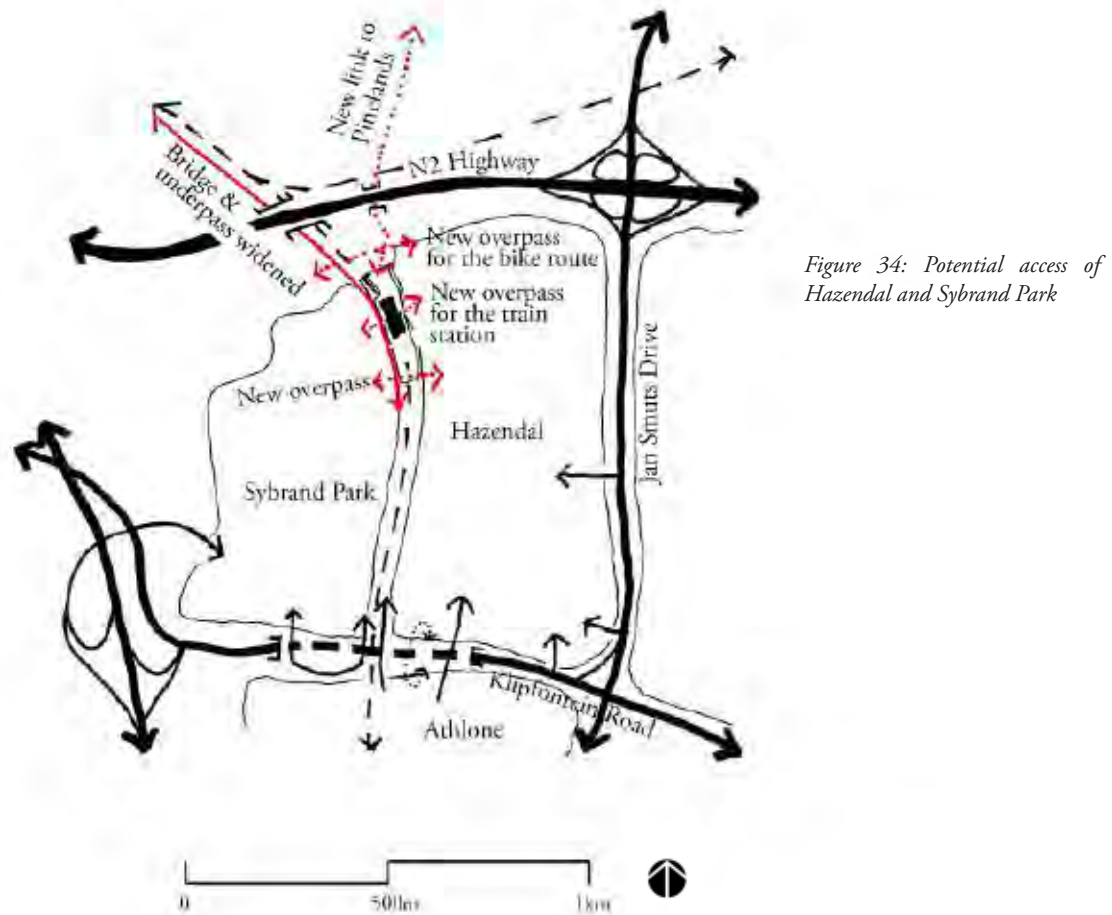 New link to
Pinelands
N2 Highway
Bridge &
underpass widened
New overpass
for the bike route
New overpass
for the train
station
New overpass
Hazendal
Sybrand Park
Jan Smuts Drive
Klipfontein Road
Athlone
0
500m
1km
Figure 34: Potential access of
Hazendal and Sybrand Park